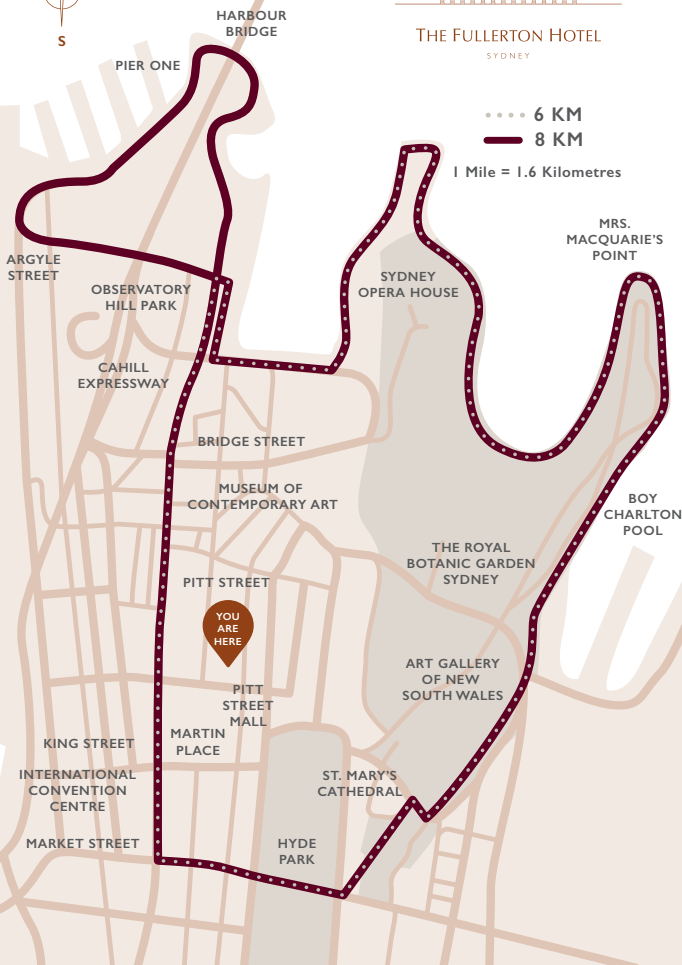 HARBOUR
BRIDGE
S
THE FULLERTON HOTEL
SYDNEY
PIER ONE
6 KM
8 KM
1 Mile = 1.6 Kilometres
MRS.
MACQUARIE'S
POINT
ARGYLE
STREET
OBSERVATORY
HILL PARK
SYDNEY
OPERA HOUSE
CAHILL
EXPRESSWAY
BRIDGE STREET
MUSEUM OF
CONTEMPORARY ART
BOY
CHARLTON
POOL
THE ROYAL
BOTANIC GARDEN
SYDNEY
PITT STREET
YOU
ARE
HERE
ART GALLERY
OF NEW
SOUTH WALES
PITT
STREET
MALL
MARTIN
PLACE
KING STREET
INTERNATIONAL
CONVENTION
CENTRE
ST. MARY'S
CATHEDRAL
MARKET STREET
HYDE
PARK